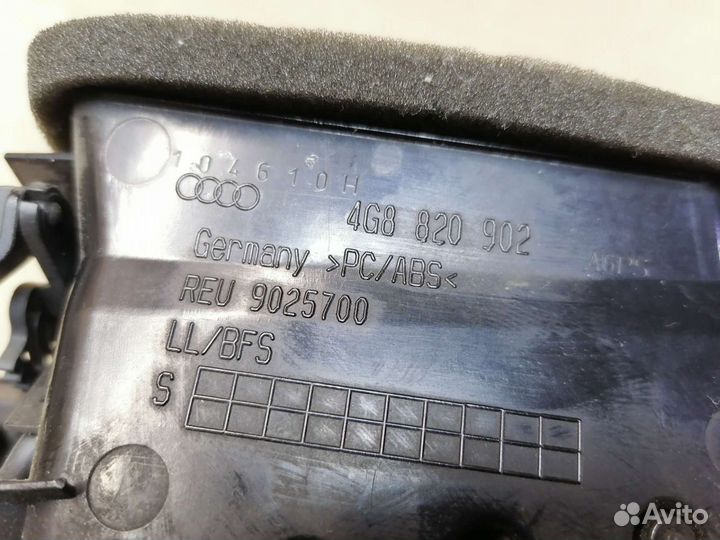 104610H
4G8 820 902
Germany >PC/ABS<
REU 9025700
LL/BFS
S
Avito